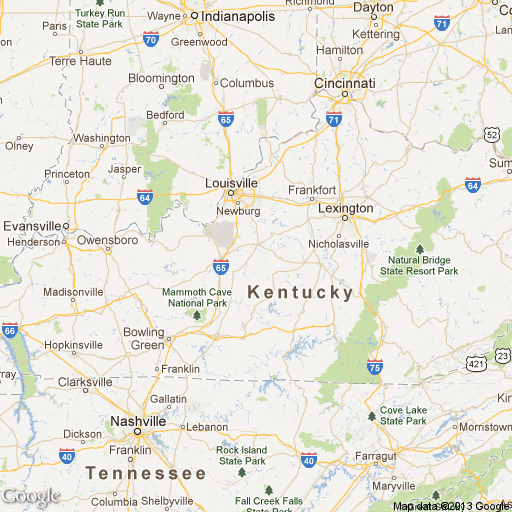 Turkey Run
State Park
Richmond
Dayton
Paris
Wayne
Indianapolis
Kettering
71
Greenwood
70
Hamilton
Terre Haute
Bloomington
Columbus
Cincinnati
Bedford
65
71
52
Olney
Washington
Jasper
Princeton
Louisville
Frankfort
64
64
Newburg
Lexington
Evansville
Henderson
Owensboro
Nicholasville
Natural Bridge
State Resort Park
65
Madisonville
Mammoth Cave
National Park
Kentucky
66
Bowling
Green
Hopkinsville
23
421
75
Franklin
Clarksville
Gallatin
Cove Lake
State Park
Nashville
Lebanon
Dickson
Morristown
Franklin
Rock Island
State Park
40
40
Farragut
Tennessee
Maryville
Google
Columbia
Shelbyville
Fall Creek Falls
State Park
Map data ©2013 Google